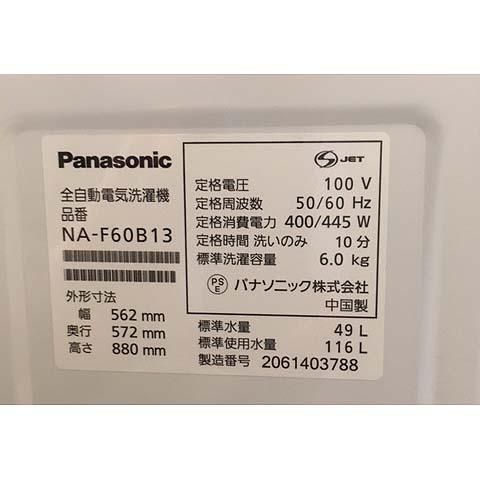 Panasonic
全自動電気洗濯機
品番
NA-F60B13
外形寸法
幅 562 mm
奥行 572 mm
高さ 880 mm
S JET
定格電圧 100 V
定格周波数 50/60 Hz
定格消費電力 400/445 W
定格時間 洗いのみ 10 分
標準洗濯容量 6.0 kg
PS E パナソニック株式会社
中国製
標準水量 49 L
標準使用水量 116 L
製造番号 2061403788